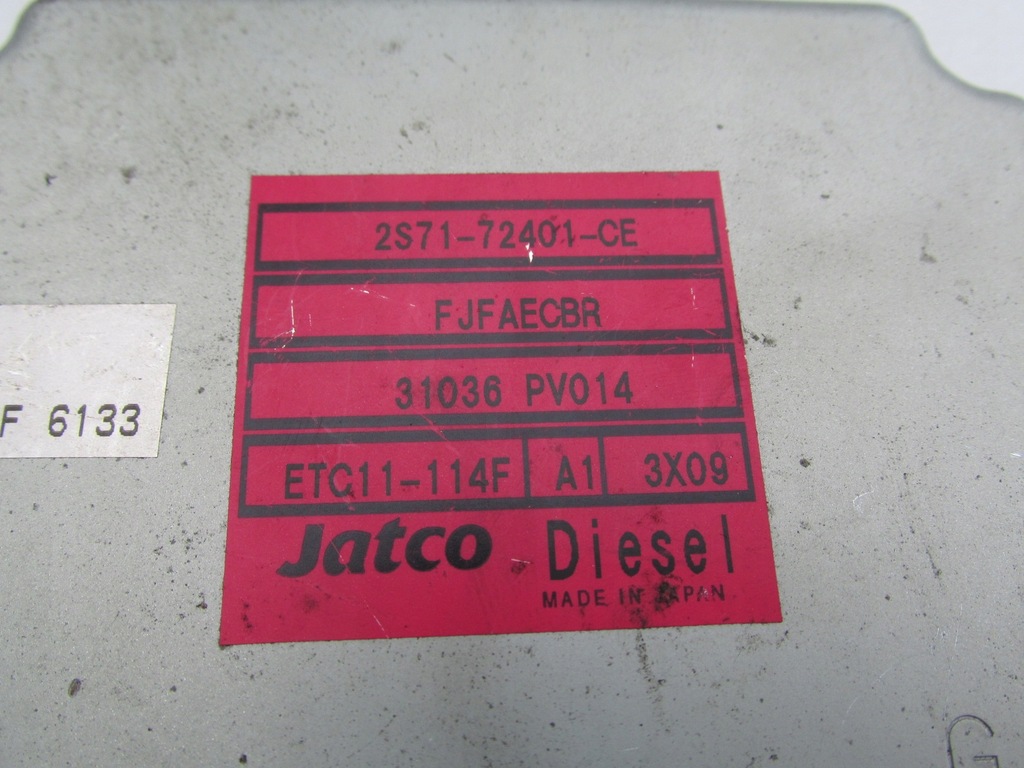 2S71-72401-CE
FJFAECBR
31036 PV014
F 6133
ETC11-114F A1 3X09
Jatco Diesel
MADE IN JAPAN
G